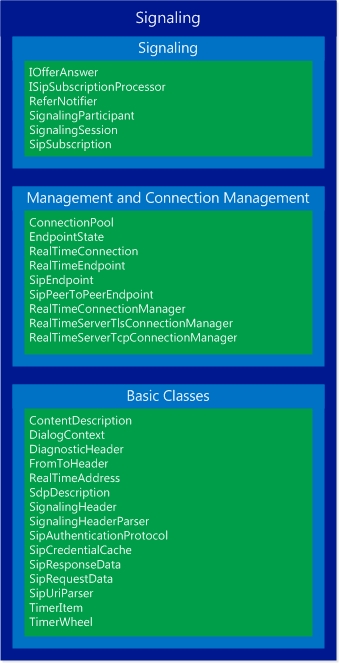 Signaling
Signaling
IOfferAnswer
ISipSubscriptionProcessor
ReferNotifier
SignalingParticipant
SignalingSession
SipSubscription
Management and Connection Management
ConnectionPool
EndpointState
RealTimeConnection
RealTimeEndpoint
SipEndpoint
SipPeerToPeerEndpoint
RealTimeConnectionManager
RealTimeServerTlsConnectionManager
RealTimeServerTcpConnectionManager
Basic Classes
ContentDescription
DialogContext
DiagnosticHeader
FromToHeader
RealTimeAddress
SdpDescription
SignalingHeader
SignalingHeaderParser
SipAuthenticationProtocol
SipCredentialCache
SipResponseData
SipRequestData
SipUriParser
TimerItem
TimerWheel